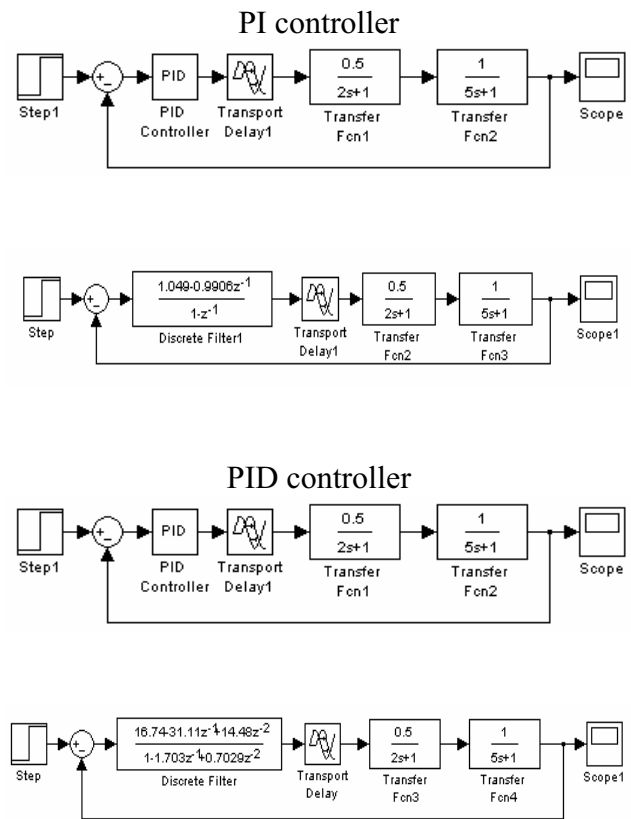 PI controller
Step1
+
−
PID
PID
Controller
Transport
Delay1
0.5
2s+1
Transfer
Fcn1
1
5s+1
Transfer
Fcn2
Scope
Step
+
−
1.049-0.9906z⁻¹
1-z⁻¹
Discrete Filter1
Transport
Delay1
0.5
2s+1
Transfer
Fcn2
1
5s+1
Transfer
Fcn3
Scope1
PID controller
Step1
+
−
PID
PID
Controller
Transport
Delay1
0.5
2s+1
Transfer
Fcn1
1
5s+1
Transfer
Fcn2
Scope
Step
+
−
16.74-31.11z⁻¹+14.48z⁻²
1-1.703z⁻¹+0.7029z⁻²
Discrete Filter
Transport
Delay
0.5
2s+1
Transfer
Fcn3
1
5s+1
Transfer
Fcn4
Scope1